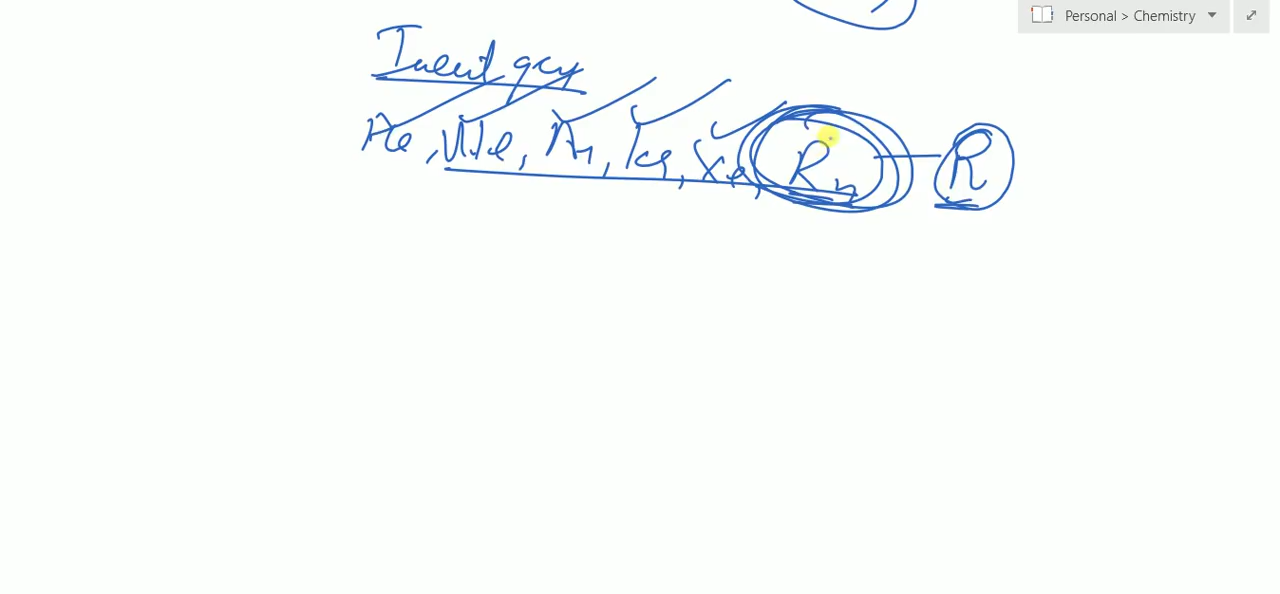 Personal > Chemistry
Inert gas
He, Ne, Ar, Kr, Xe, Rn — R